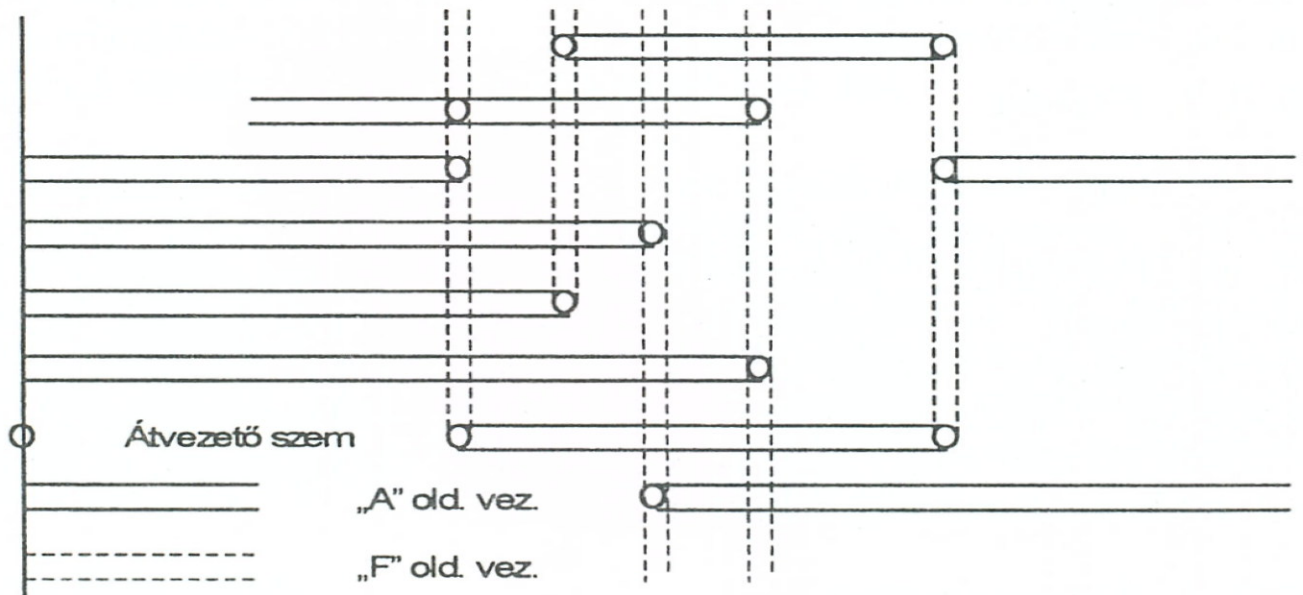 Átvezető szem
„A” old. vez.
„F” old. vez.